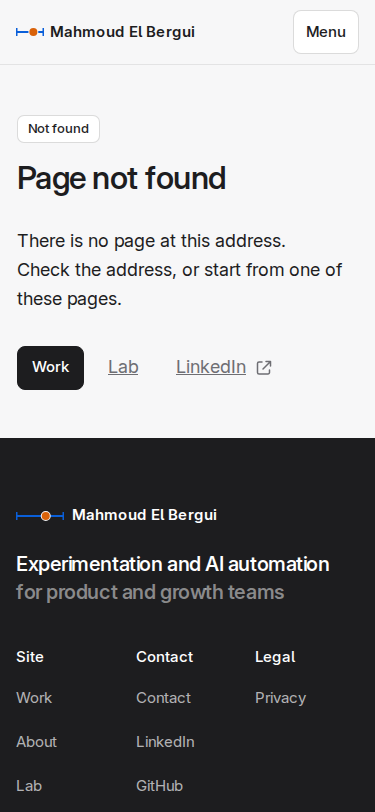 Mahmoud El Bergui
Menu
Not found
Page not found
There is no page at this address.
Check the address, or start from one of
these pages.
Work
Lab
LinkedIn
Mahmoud El Bergui
Experimentation and AI automation
for product and growth teams
Site
Contact
Legal
Work
Contact
Privacy
About
LinkedIn
Lab
GitHub